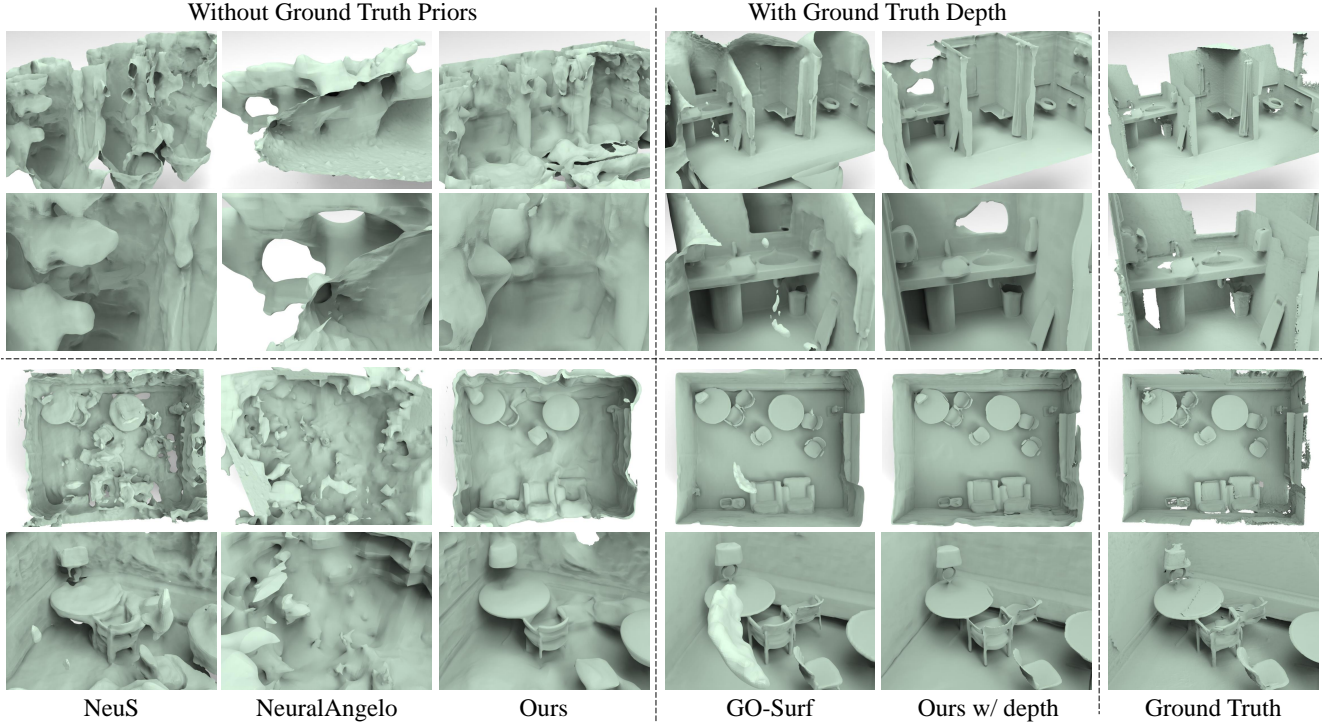 Without Ground Truth Priors
With Ground Truth Depth
NeuS
NeuralAngelo
Ours
GO-Surf
Ours w/ depth
Ground Truth